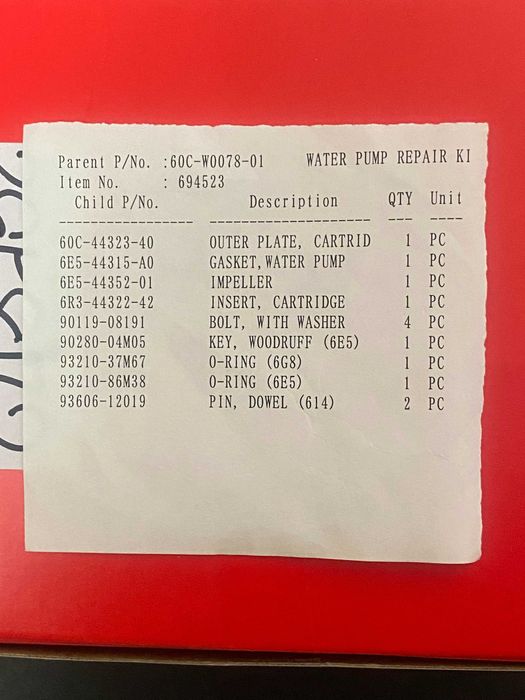 Parent P/No. :60C-W0078-01 WATER PUMP REPAIR KI
Item No. : 694523
Child P/No. Description QTY Unit
60C-44323-40 OUTER PLATE, CARTRID 1 PC
6E5-44315-A0 GASKET,WATER PUMP 1 PC
6E5-44352-01 IMPELLER 1 PC
6R3-44322-42 INSERT, CARTRIDGE 1 PC
90119-08191 BOLT, WITH WASHER 4 PC
90280-04M05 KEY, WOODRUFF (6E5) 1 PC
93210-37M67 O-RING (6G8) 1 PC
93210-86M38 O-RING (6E5) 1 PC
93606-12019 PIN, DOWEL (614) 2 PC